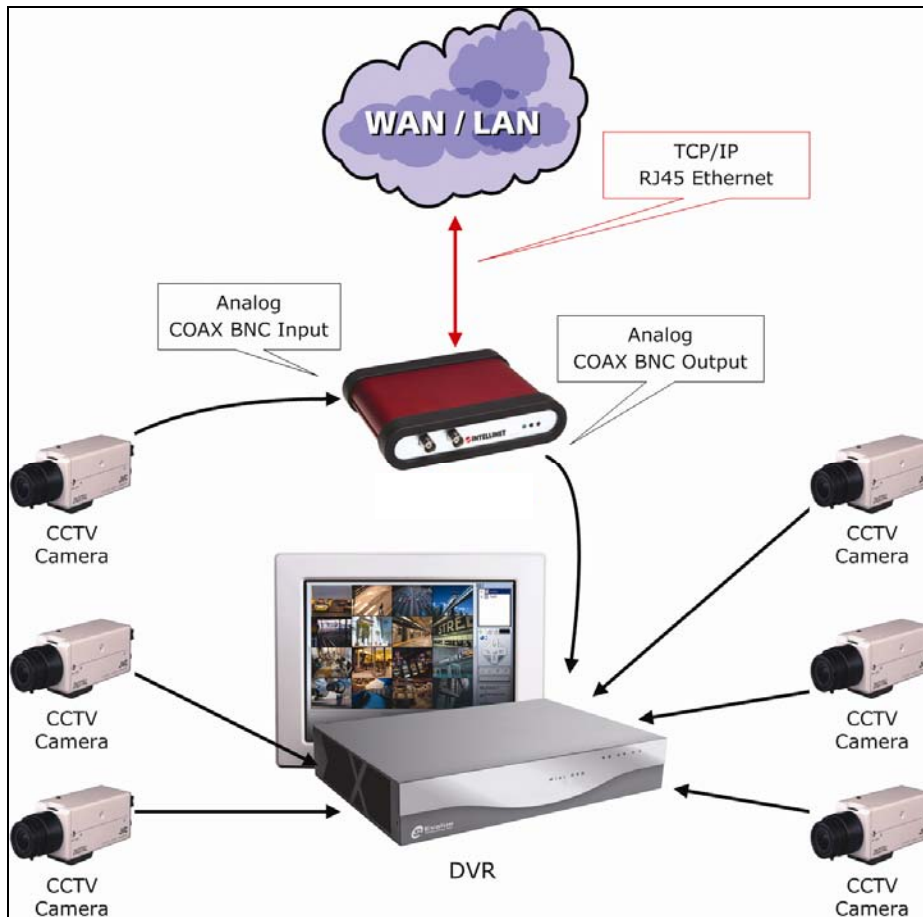 WAN / LAN
TCP/IP
RJ45 Ethernet
Analog
COAX BNC Input
Analog
COAX BNC Output
INTELLINET
CCTV
Camera
CCTV
Camera
STREE
CCTV
Camera
CCTV
Camera
CCTV
Camera
CCTV
Camera
DVR